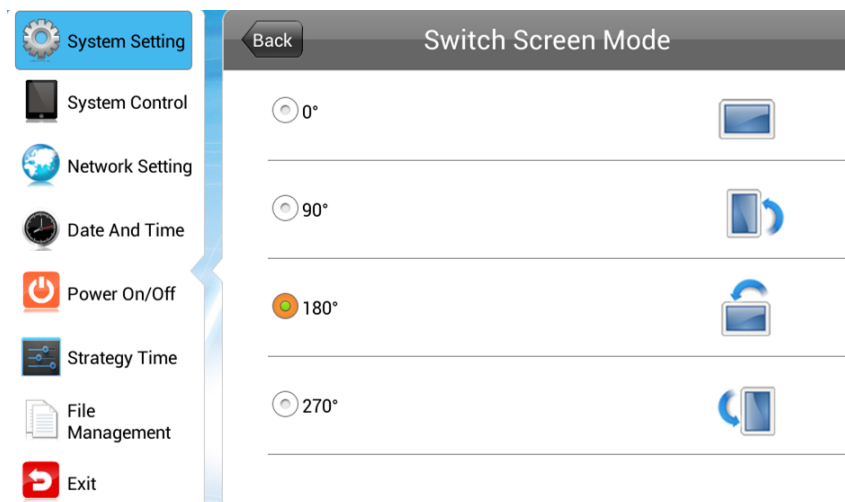 System Setting
System Control
Network Setting
Date And Time
Power On/Off
Strategy Time
File
Management
Exit
Back
Switch Screen Mode
0°
90°
180°
270°